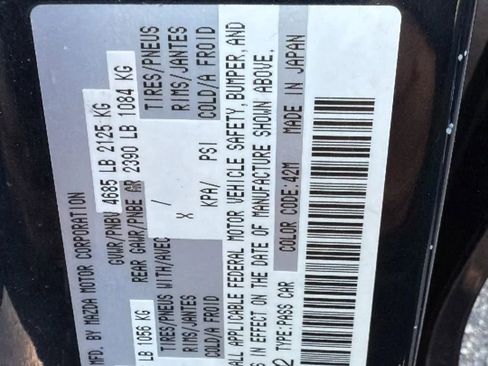 MFD. BY MAZDA MOTOR CORPORATION
GVWR/PNBV 4685 LB 2125 KG
LB 1056 KG REAR GAWR/PNBE AR 2390 LB 1084 KG
TIRES/PNEUS WITH/AVEC / TIRES/PNEUS
RIMS/JANTES X RIMS/JANTES
COLD/A FROID KPA/ PSI COLD/A FROID
ALL APPLICABLE FEDERAL MOTOR VEHICLE SAFETY, BUMPER, AND
S IN EFFECT ON THE DATE OF MANUFACTURE SHOWN ABOVE.
2 TYPE:PASS CAR COLOR CODE:42M MADE IN JAPAN